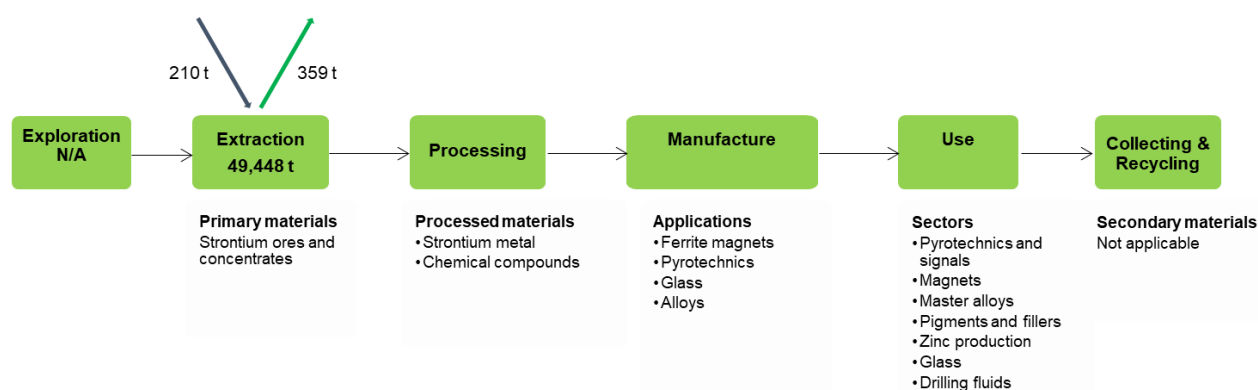 210 t
359 t
Exploration
N/A
Extraction
49,448 t
Processing
Manufacture
Use
Collecting &
Recycling
Primary materials
Strontium ores and
concentrates
Processed materials
•Strontium metal
•Chemical compounds
Applications
•Ferrite magnets
•Pyrotechnics
•Glass
•Alloys
Sectors
•Pyrotechnics and
signals
•Magnets
•Master alloys
•Pigments and fillers
•Zinc production
•Glass
•Drilling fluids
Secondary materials
Not applicable